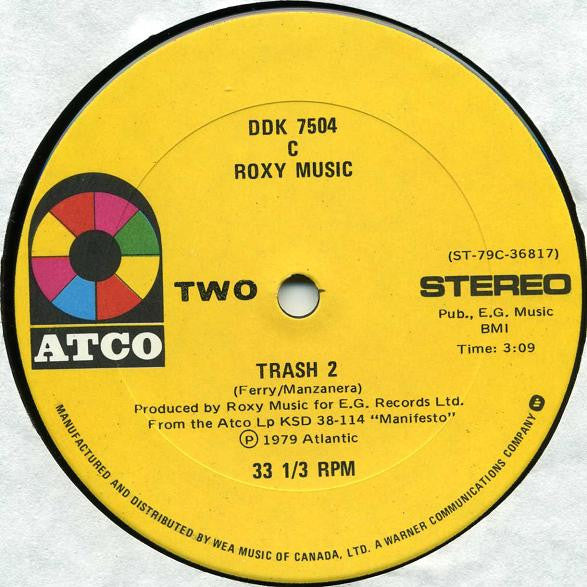 DDK 7504
C
ROXY MUSIC
(ST-79C-36817)
TWO
STEREO
Pub., E.G. Music
BMI
Time: 3:09
ATCO
TRASH 2
(Ferry/Manzanera)
Produced by Roxy Music for E.G. Records Ltd.
From the Atco Lp KSD 38-114 "Manifesto"
Ⓟ 1979 Atlantic
33 1/3 RPM
MANUFACTURED AND DISTRIBUTED BY WEA MUSIC OF CANADA, LTD. A WARNER COMMUNICATIONS COMPANY